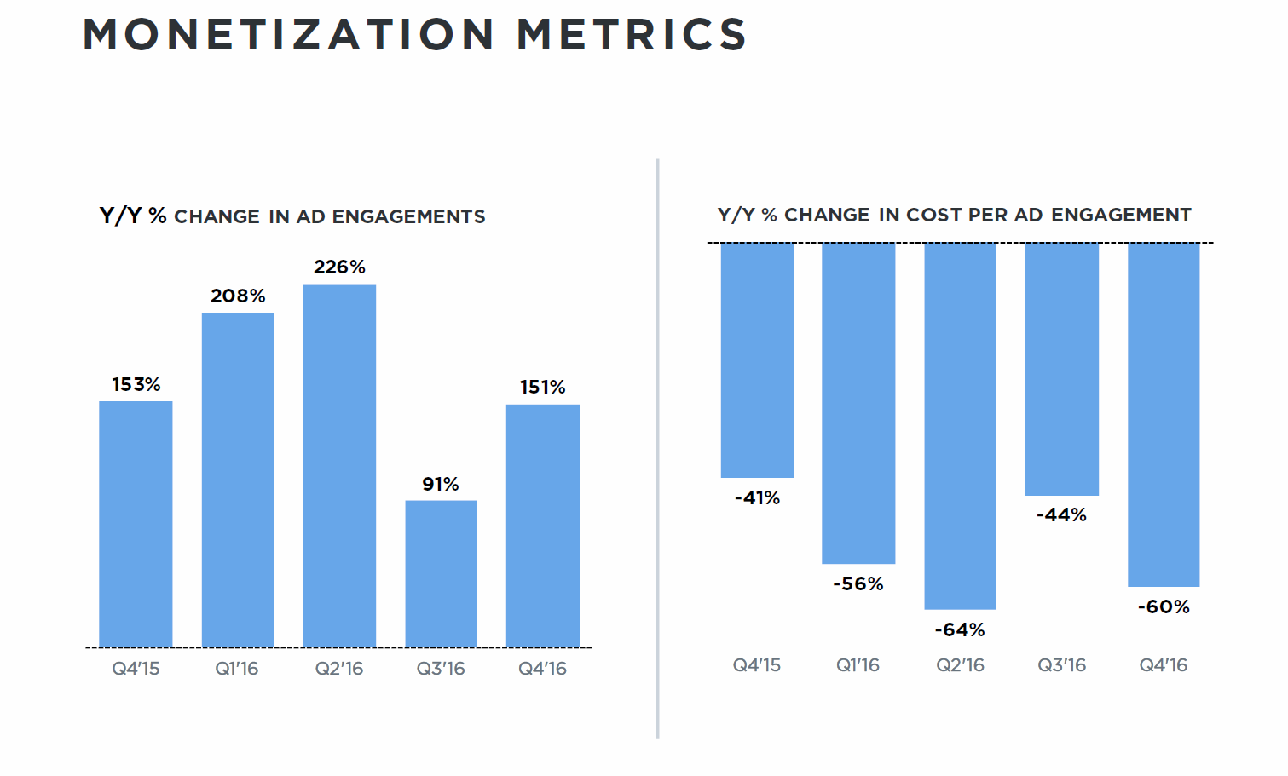 MONETIZATION METRICS
Y/Y % CHANGE IN AD ENGAGEMENTS
226%
208%
153%
151%
91%
Q4'15 Q1'16 Q2'16 Q3'16 Q4'16
Y/Y % CHANGE IN COST PER AD ENGAGEMENT
-41%
-44%
-56%
-60%
-64%
Q4'15 Q1'16 Q2'16 Q3'16 Q4'16